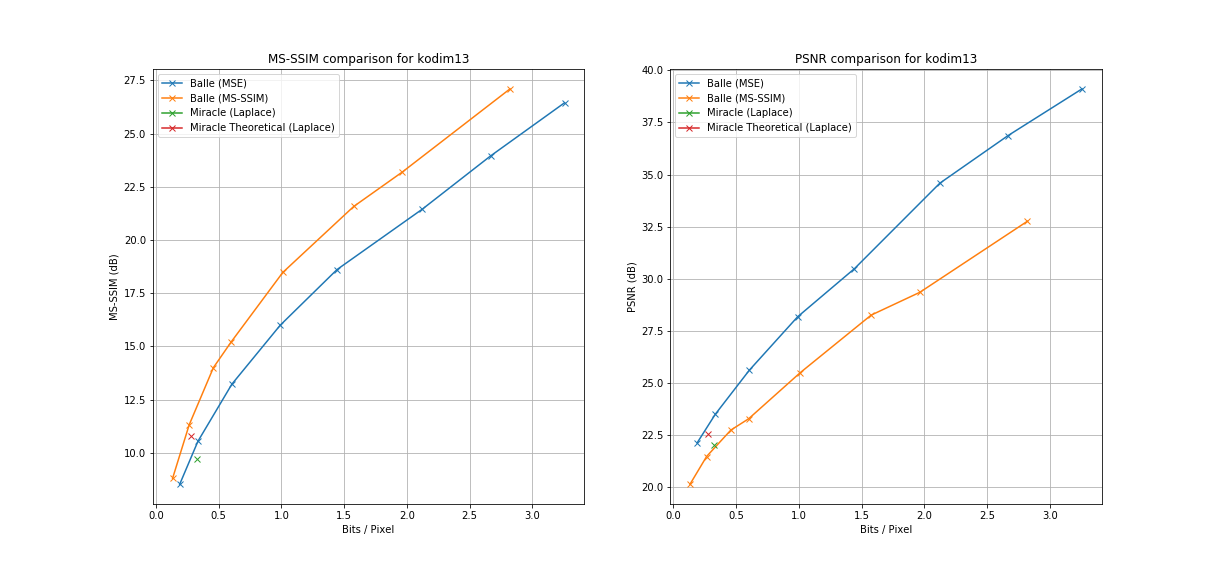 MS-SSIM comparison for kodim13
27.5
25.0
22.5
20.0
17.5
15.0
12.5
10.0
MS-SSIM (dB)
Balle (MSE)
Balle (MS-SSIM)
Miracle (Laplace)
Miracle Theoretical (Laplace)
0.0 0.5 1.0 1.5 2.0 2.5 3.0
Bits / Pixel
PSNR comparison for kodim13
40.0
37.5
35.0
32.5
30.0
27.5
25.0
22.5
20.0
PSNR (dB)
Balle (MSE)
Balle (MS-SSIM)
Miracle (Laplace)
Miracle Theoretical (Laplace)
0.0 0.5 1.0 1.5 2.0 2.5 3.0
Bits / Pixel